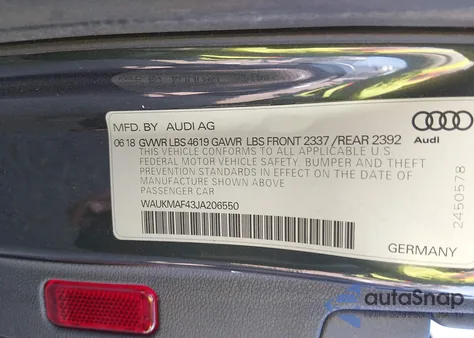 MFD. BY AUDI AG
06 18 GVWR LBS 4619 GAWR LBS FRONT 2337 / REAR 2392
THIS VEHICLE CONFORMS TO ALL APPLICABLE U.S
FEDERAL MOTOR VEHICLE SAFETY, BUMPER AND THEFT
PREVENTION STANDARDS IN EFFECT ON THE DATE OF
MANUFACTURE SHOWN ABOVE.
PASSENGER CAR
WAUKMAF43JA206550
Audi
2450578
GERMANY
autoSnap